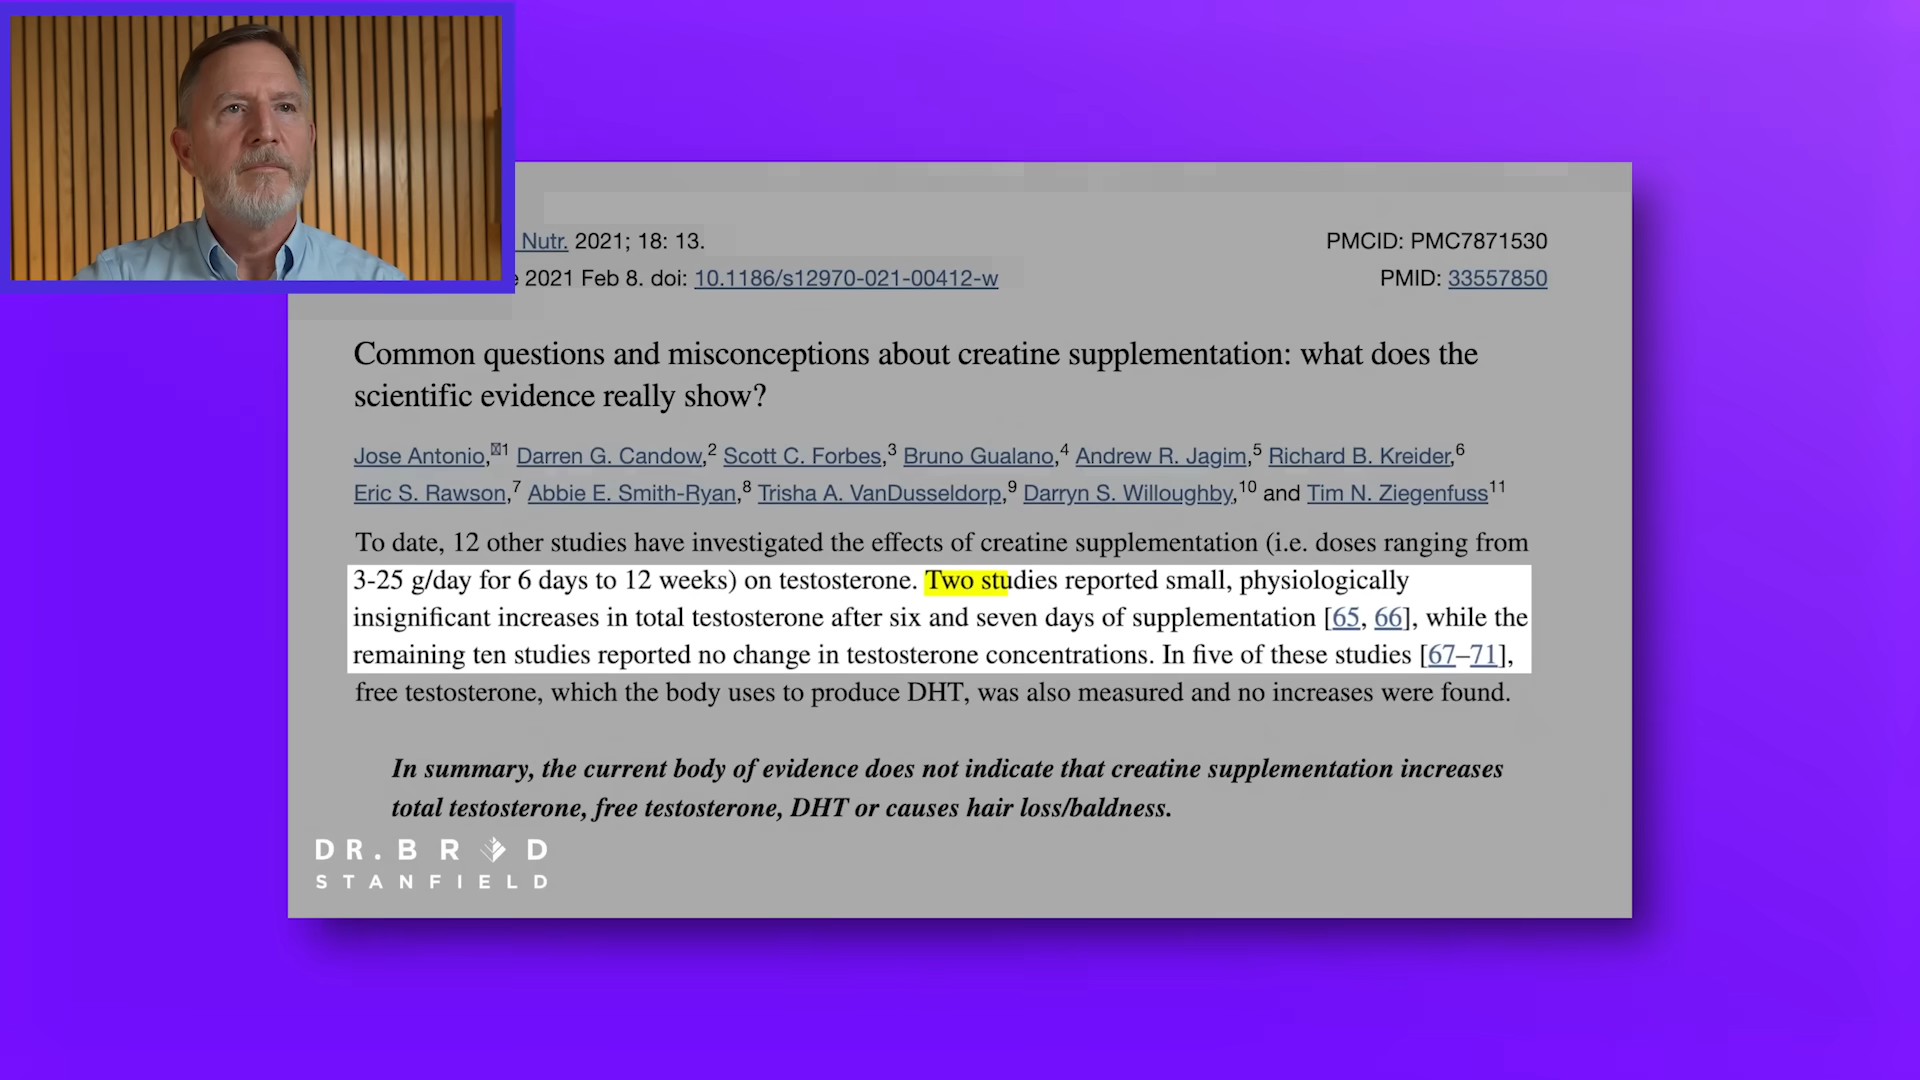 Nutr. 2021; 18: 13.
PMCID: PMC7871530
2021 Feb 8. doi: 10.1186/s12970-021-00412-w
PMID: 33557850
Common questions and misconceptions about creatine supplementation: what does the
scientific evidence really show?
Jose Antonio,1 Darren G. Candow,2 Scott C. Forbes,3 Bruno Gualano,4 Andrew R. Jagim,5 Richard B. Kreider,6
Eric S. Rawson,7 Abbie E. Smith-Ryan,8 Trisha A. VanDusseldorp,9 Darryn S. Willoughby,10 and Tim N. Ziegenfuss11
To date, 12 other studies have investigated the effects of creatine supplementation (i.e. doses ranging from
3-25 g/day for 6 days to 12 weeks) on testosterone. Two studies reported small, physiologically
insignificant increases in total testosterone after six and seven days of supplementation [65, 66], while the
remaining ten studies reported no change in testosterone concentrations. In five of these studies [67–71],
free testosterone, which the body uses to produce DHT, was also measured and no increases were found.
In summary, the current body of evidence does not indicate that creatine supplementation increases
total testosterone, free testosterone, DHT or causes hair loss/baldness.
DR. BRAD
STANFIELD